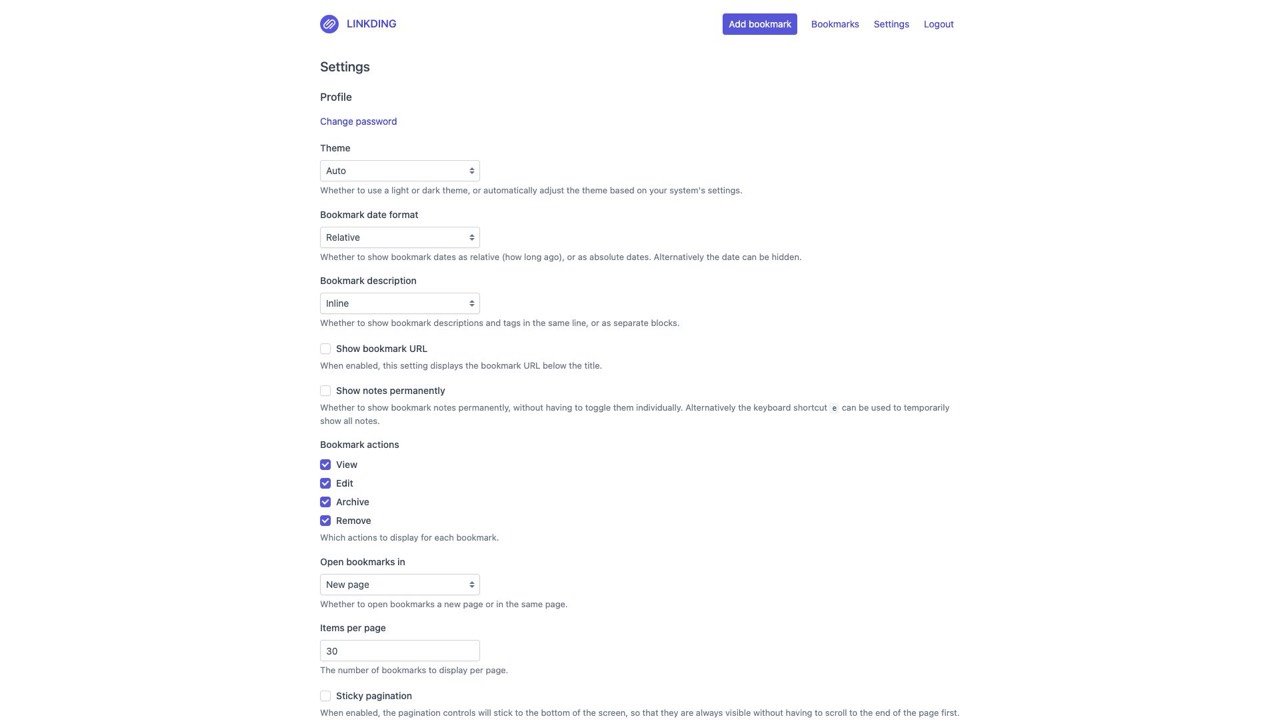 LINKDING
Add bookmark Bookmarks Settings Logout
Settings
Profile
Change password
Theme
Auto
Whether to use a light or dark theme, or automatically adjust the theme based on your system's settings.
Bookmark date format
Relative
Whether to show bookmark dates as relative (how long ago), or as absolute dates. Alternatively the date can be hidden.
Bookmark description
Inline
Whether to show bookmark descriptions and tags in the same line, or as separate blocks.
Show bookmark URL
When enabled, this setting displays the bookmark URL below the title.
Show notes permanently
Whether to show bookmark notes permanently, without having to toggle them individually. Alternatively the keyboard shortcut e can be used to temporarily
show all notes.
Bookmark actions
View
Edit
Archive
Remove
Which actions to display for each bookmark.
Open bookmarks in
New page
Whether to open bookmarks a new page or in the same page.
Items per page
30
The number of bookmarks to display per page.
Sticky pagination
When enabled, the pagination controls will stick to the bottom of the screen, so that they are always visible without having to scroll to the end of the page first.